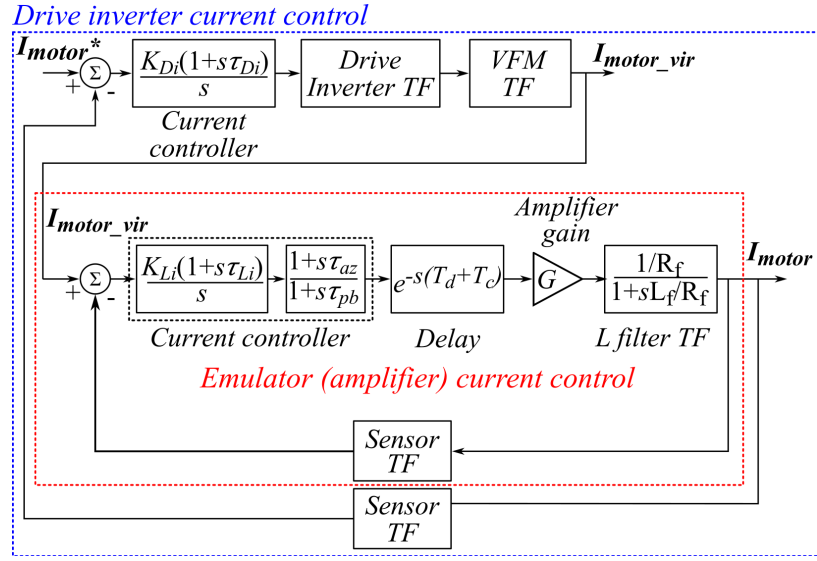 Drive inverter current control
I_motor*
Σ
+
-
K_Di(1+sτ_Di)
s
Current
controller
Drive
Inverter TF
VFM
TF
I_motor_vir
I_motor_vir
Σ
+
-
K_Li(1+sτ_Li)
s
1+sτ_az
1+sτ_pb
Current controller
e^-s(T_d+T_c)
Delay
Amplifier
gain
G
1/R_f
1+sL_f/R_f
L filter TF
I_motor
Emulator (amplifier) current control
Sensor
TF
Sensor
TF